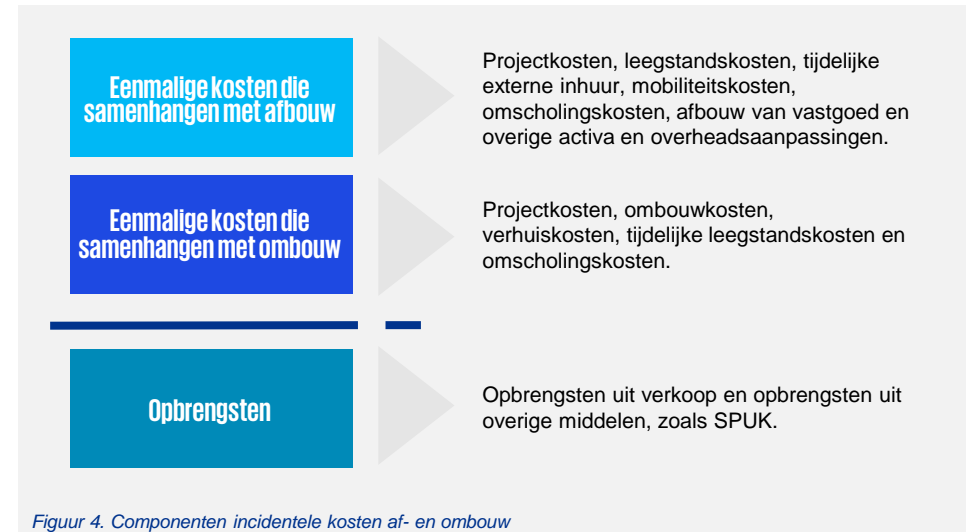 Eenmalige kosten die
samenhangen met afbouw
Projectkosten, leegstandskosten, tijdelijke
externe inhuur, mobiliteitskosten,
omscholingskosten, afbouw van vastgoed en
overige activa en overheadsaanpassingen.
Eenmalige kosten die
samenhangen met ombouw
Projectkosten, ombouwkosten,
verhuiskosten, tijdelijke leegstandskosten en
omscholingskosten.
Opbrengsten
Opbrengsten uit verkoop en opbrengsten uit
overige middelen, zoals SPUK.
Figuur 4. Componenten incidentele kosten af- en ombouw